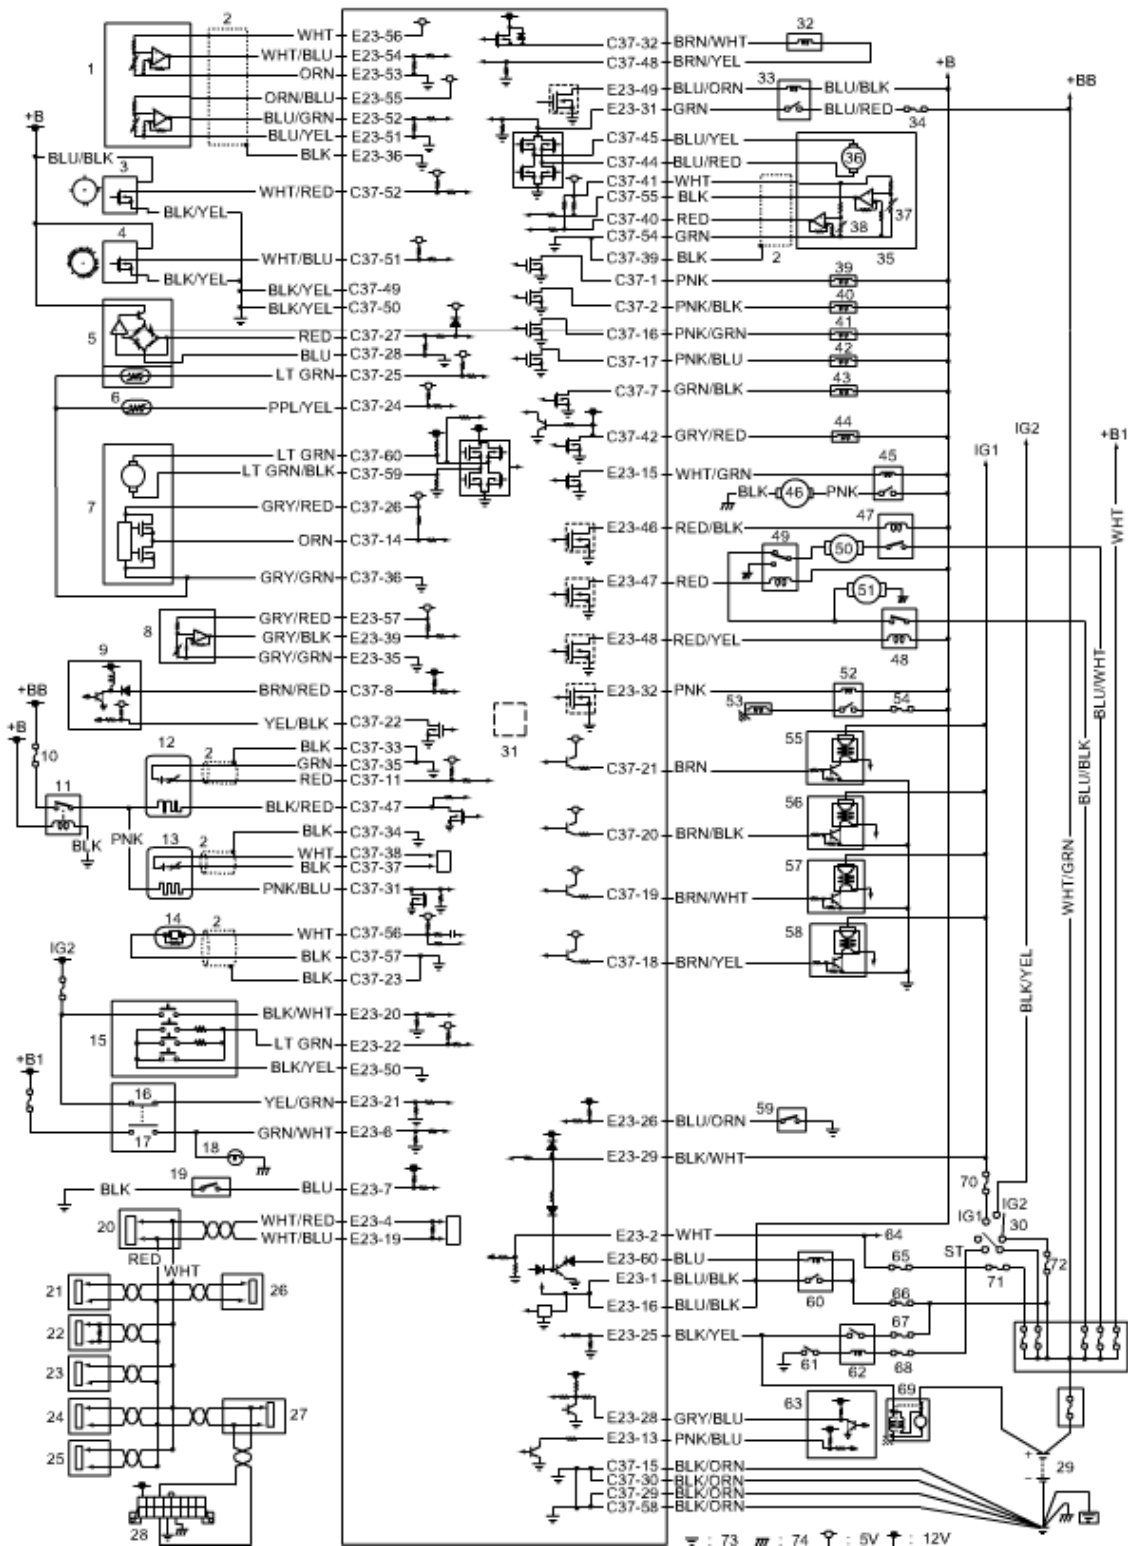 2
WHT E23-56
WHT/BLU E23-54
ORN E23-53
1
ORN/BLU E23-55
BLU/GRN E23-52
BLU/YEL E23-51
BLK E23-36
+B
BLU/BLK
3
WHT/RED C37-52
BLK/YEL
4
WHT/BLU C37-51
BLK/YEL
BLK/YEL C37-49
BLK/YEL C37-50
5
RED C37-27
BLU C37-28
LT GRN C37-25
6
PPL/YEL C37-24
LT GRN C37-60
LT GRN/BLK C37-59
7
GRY/RED C37-26
ORN C37-14
GRY/GRN C37-36
8
GRY/RED E23-57
GRY/BLK E23-39
GRY/GRN E23-35
9
BRN/RED C37-8
+BB
+B
YEL/BLK C37-22
10
12
2
BLK C37-33
GRN C37-35
RED C37-11
11
BLK/RED C37-47
BLK
PNK
13
2
BLK C37-34
WHT C37-38
BLK C37-37
PNK/BLU C37-31
14
2
WHT C37-56
BLK C37-57
BLK C37-23
IG2
15
BLK/WHT E23-20
LT GRN E23-22
BLK/YEL E23-50
+B1
16
YEL/GRN E23-21
17
GRN/WHT E23-6
18
19
BLK
BLU E23-7
20
WHT/RED E23-4
WHT/BLU E23-19
RED
WHT
21
26
22
23
24
27
25
28
31
C37-32 BRN/WHT
32
C37-48 BRN/YEL
E23-49 BLU/ORN
33
BLU/BLK
E23-31 GRN
BLU/RED
34
+B
+BB
C37-45 BLU/YEL
C37-44 BLU/RED
36
C37-41 WHT
C37-55 BLK
C37-40 RED
C37-54 GRN
C37-39 BLK
37
38
2
35
C37-1 PNK
39
C37-2 PNK/BLK
40
C37-16 PNK/GRN
41
C37-17 PNK/BLU
42
C37-7 GRN/BLK
43
C37-42 GRY/RED
44
IG1
IG2
+B1
E23-15 WHT/GRN
45
BLK
46
PNK
E23-46 RED/BLK
47
49
50
E23-47 RED
51
E23-48 RED/YEL
48
E23-32 PNK
52
53
54
WHT
BLU/WHT
BLU/BLK
WHT/GRN
BLK/YEL
55
C37-21 BRN
56
C37-20 BRN/BLK
57
C37-19 BRN/WHT
58
C37-18 BRN/YEL
E23-26 BLU/ORN
59
E23-29 BLK/WHT
70
IG2
IG1
30
ST
E23-2 WHT
64
E23-60 BLU
65
71
72
E23-1 BLU/BLK
60
66
E23-16 BLU/BLK
E23-25 BLK/YEL
67
61
62
68
69
63
E23-28 GRY/BLU
E23-13 PNK/BLU
C37-15 BLK/ORN
C37-30 BLK/ORN
C37-29 BLK/ORN
C37-58 BLK/ORN
+
-
29
: 73 : 74 : 5V : 12V